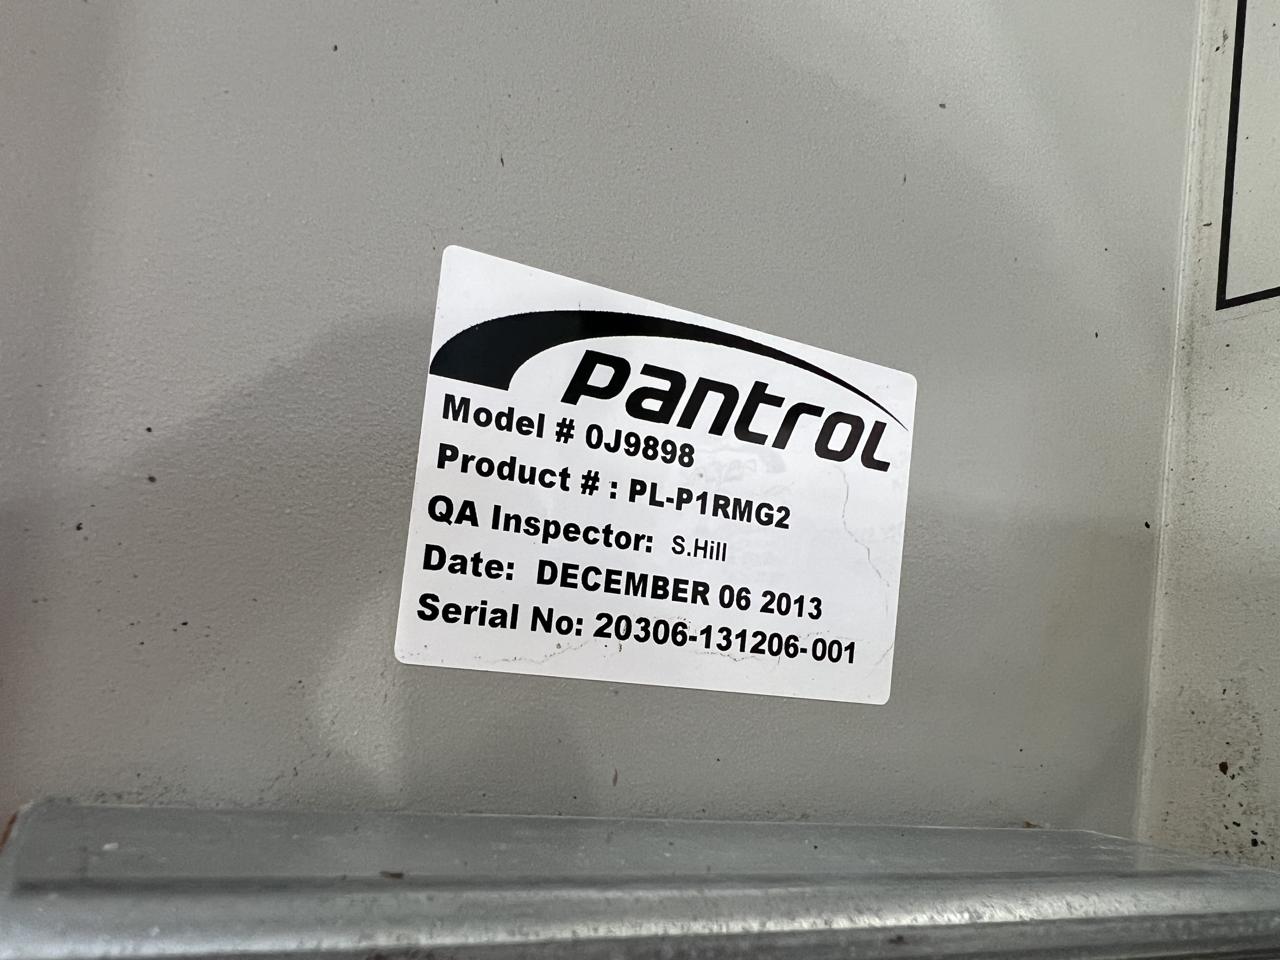 Pantrol
Model # 0J9898
Product # : PL-P1RMG2
QA Inspector: S.Hill
Date: DECEMBER 06 2013
Serial No: 20306-131206-001